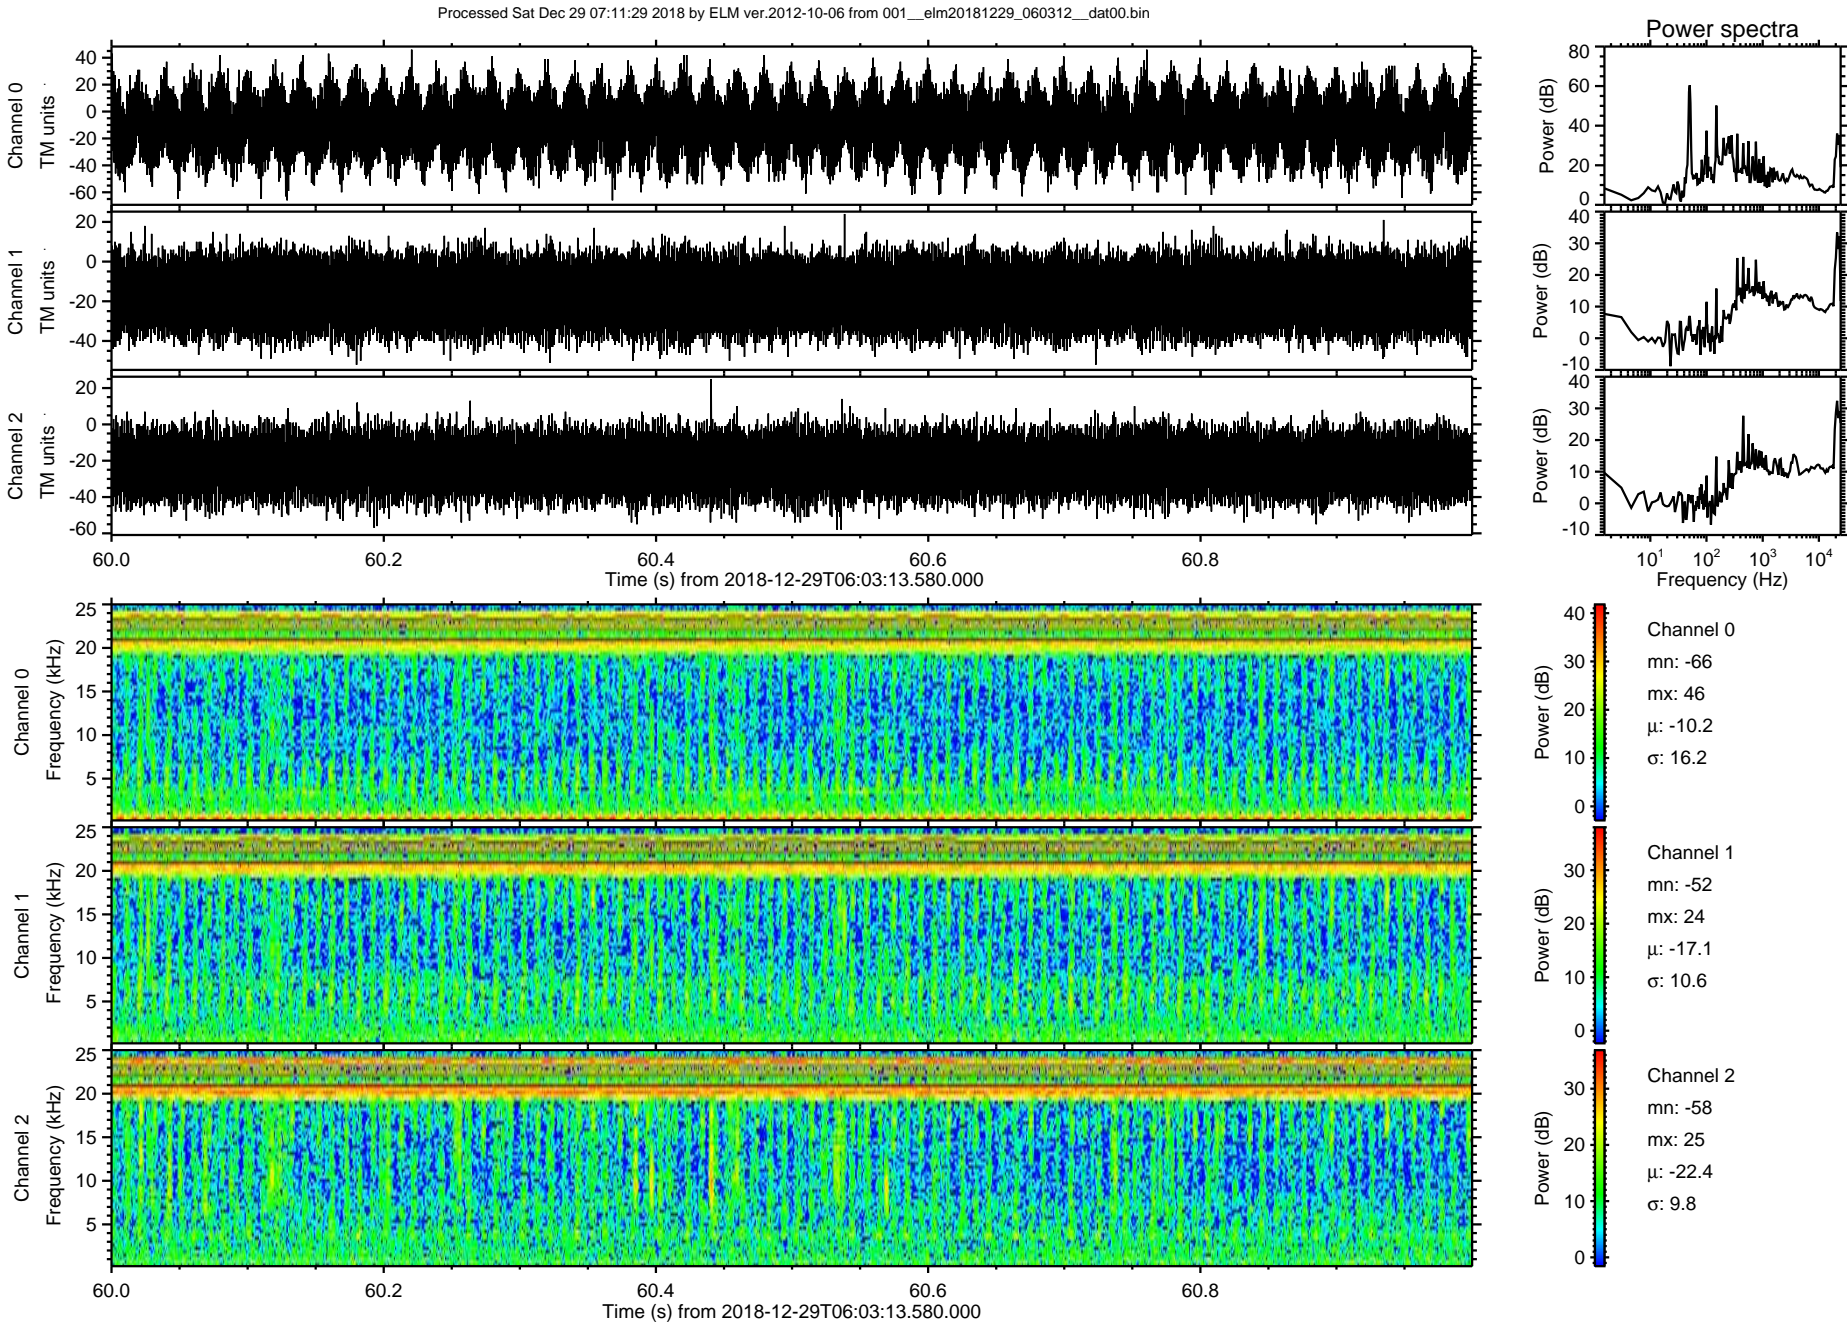 Processed Sat Dec 29 07:11:29 2018 by ELM ver.2012-10-06 from 001__elm20181229_060312__dat00.bin
Power spectra
Channel 0
TM units
40
20
0
-20
-40
-60
Power (dB)
80
60
40
20
0
Channel 1
TM units
20
0
-20
-40
Power (dB)
40
30
20
10
0
-10
Channel 2
TM units
20
0
-20
-40
-60
Power (dB)
40
30
20
10
0
-10
60.0 60.2 60.4 60.6 60.8
Time (s) from 2018-12-29T06:03:13.580.000
10^1 10^2 10^3 10^4
Frequency (Hz)
Channel 0
Frequency (kHz)
25
20
15
10
5
Power (dB)
40
30
20
10
0
Channel 0
mn: -66
mx: 46
μ: -10.2
σ: 16.2
Channel 1
Frequency (kHz)
25
20
15
10
5
Power (dB)
30
20
10
0
Channel 1
mn: -52
mx: 24
μ: -17.1
σ: 10.6
Channel 2
Frequency (kHz)
25
20
15
10
5
Power (dB)
30
20
10
0
Channel 2
mn: -58
mx: 25
μ: -22.4
σ: 9.8
60.0 60.2 60.4 60.6 60.8
Time (s) from 2018-12-29T06:03:13.580.000